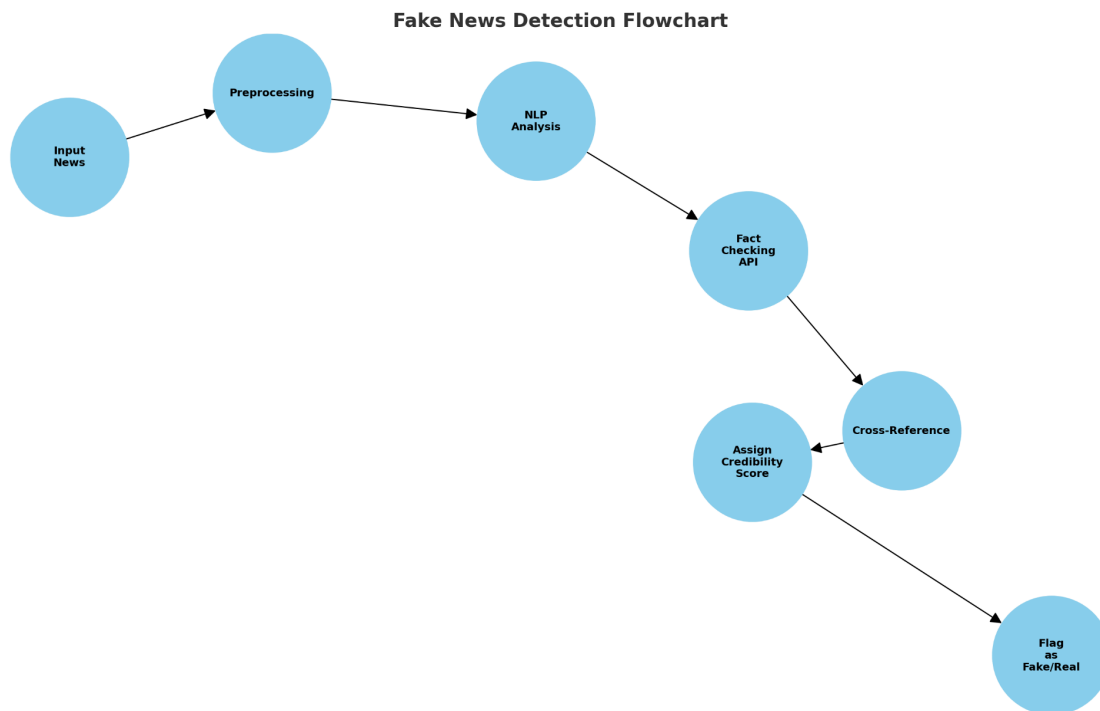 Fake News Detection Flowchart
Input
News
Preprocessing
NLP
Analysis
Fact
Checking
API
Cross-Reference
Assign
Credibility
Score
Flag
as
Fake/Real